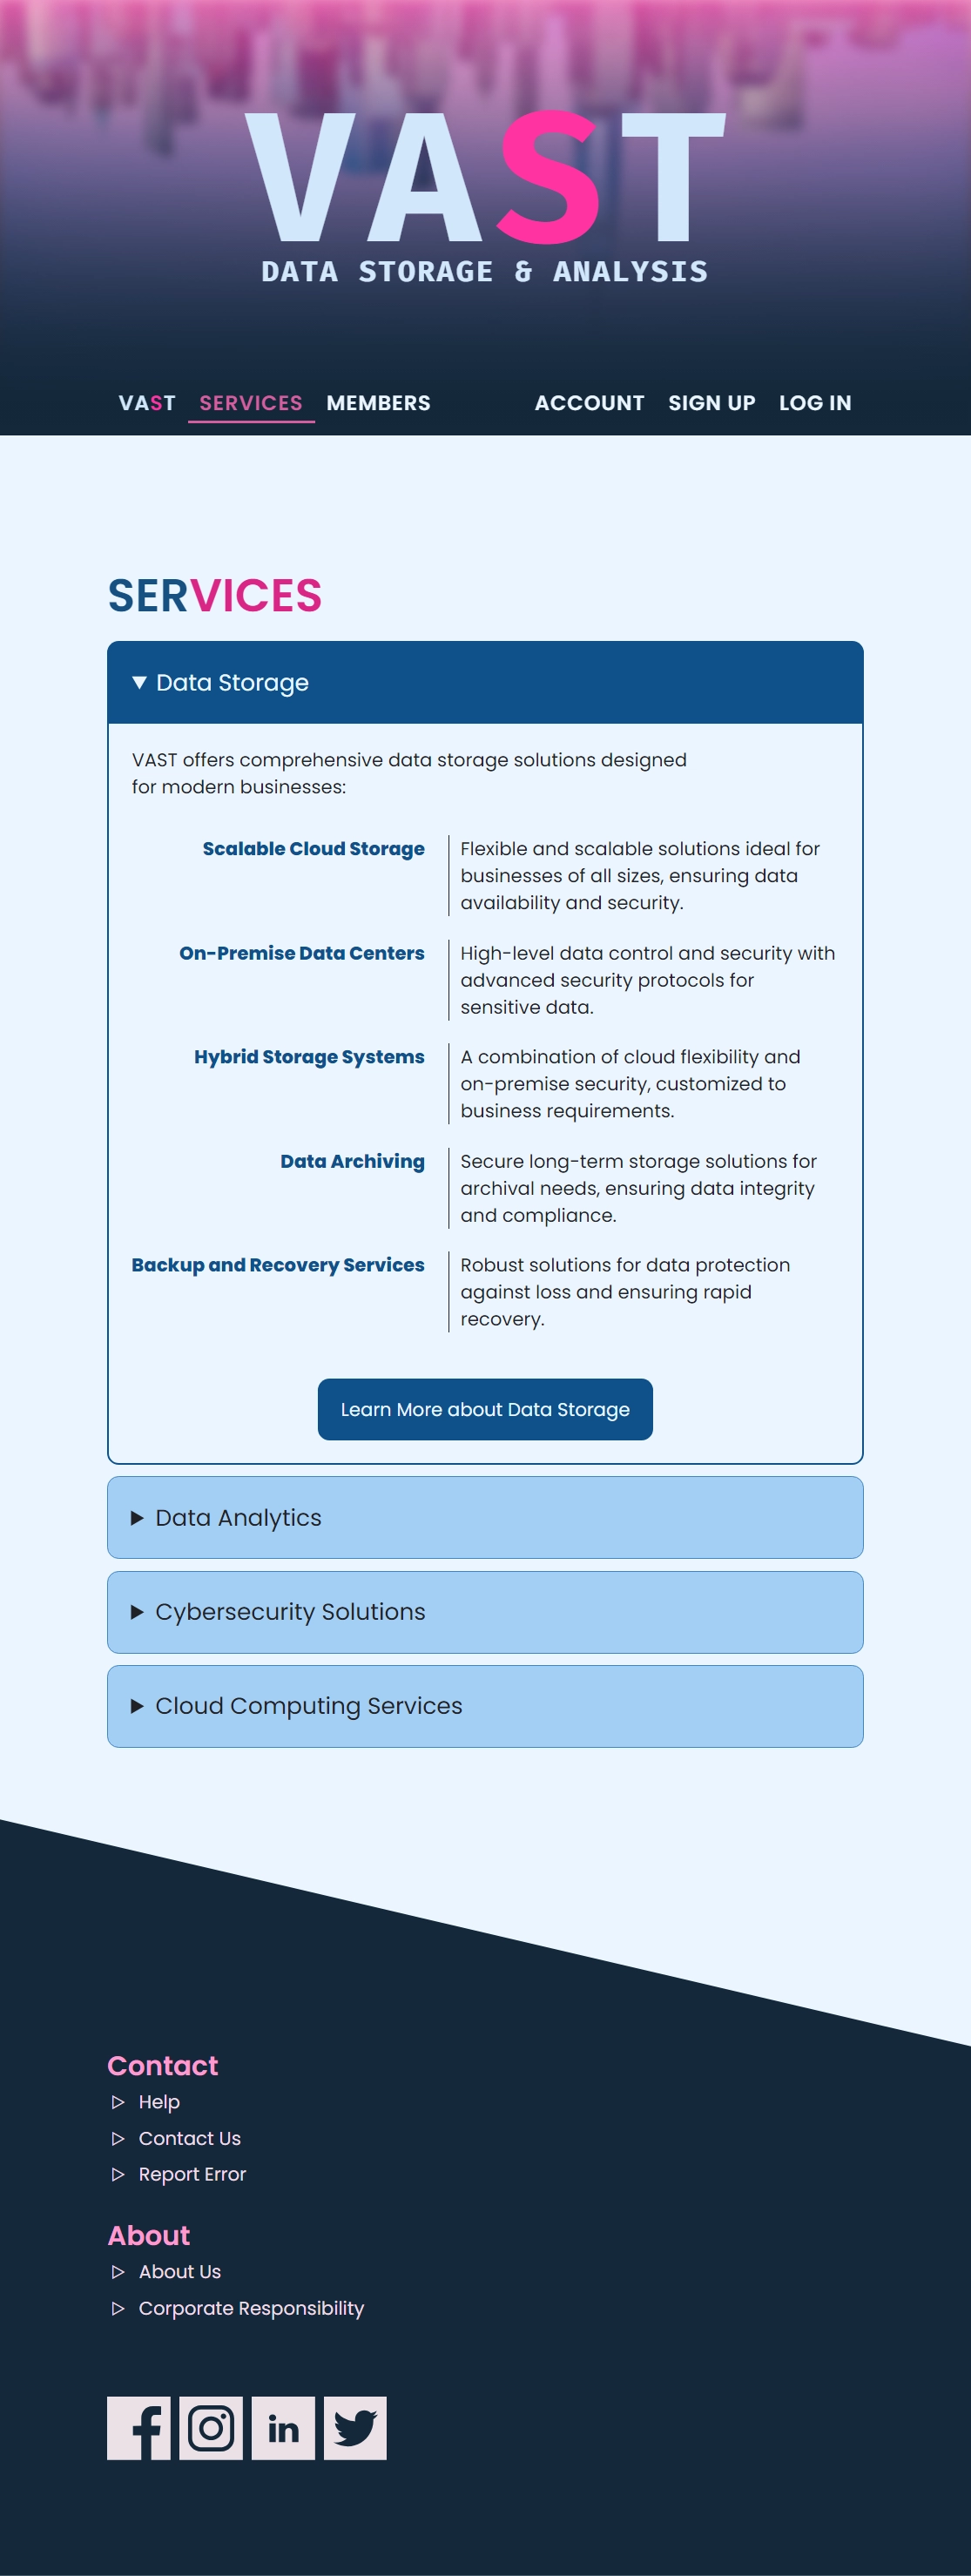 VAST
DATA STORAGE & ANALYSIS
VAST SERVICES MEMBERS ACCOUNT SIGN UP LOG IN
SERVICES
Data Storage
VAST offers comprehensive data storage solutions designed
for modern businesses:
Scalable Cloud Storage
Flexible and scalable solutions ideal for
businesses of all sizes, ensuring data
availability and security.
On-Premise Data Centers
High-level data control and security with
advanced security protocols for
sensitive data.
Hybrid Storage Systems
A combination of cloud flexibility and
on-premise security, customized to
business requirements.
Data Archiving
Secure long-term storage solutions for
archival needs, ensuring data integrity
and compliance.
Backup and Recovery Services
Robust solutions for data protection
against loss and ensuring rapid
recovery.
Learn More about Data Storage
Data Analytics
Cybersecurity Solutions
Cloud Computing Services
Contact
Help
Contact Us
Report Error
About
About Us
Corporate Responsibility